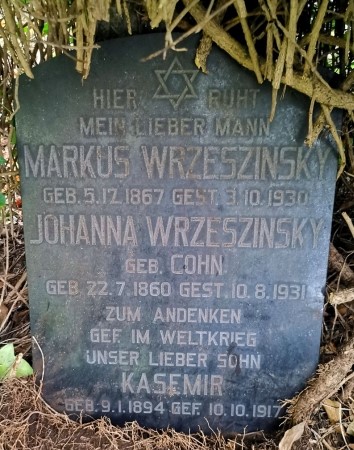 HIER RUHT
MEIN LIEBER MANN
MARKUS WRZESZINSKY
GEB. 5.12.1867 GEST. 3.10.1930
JOHANNA WRZESZINSKY
GEB. COHN
GEB. 22.7.1860 GEST. 10.8.1931
ZUM ANDENKEN
GEF. IM WELTKRIEG
UNSER LIEBER SOHN
KASEMIR
GEB. 9.1.1894 GEF. 10.10.1917